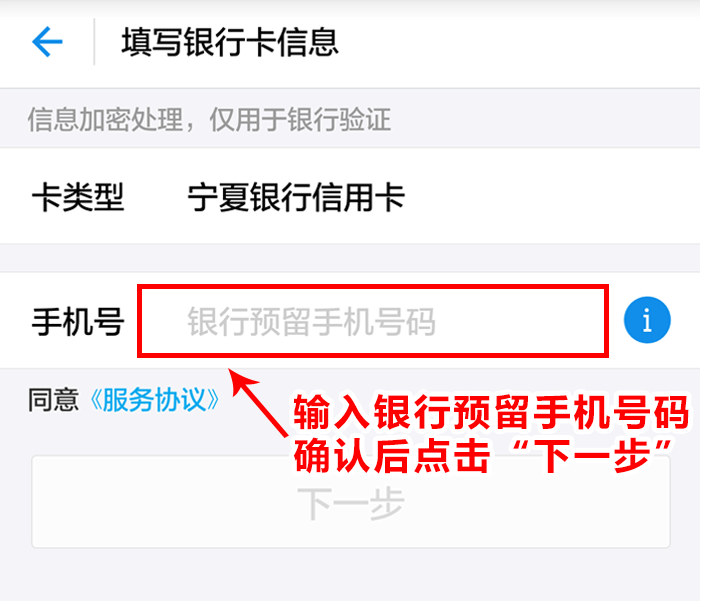 填写银行卡信息
信息加密处理，仅用于银行验证
卡类型 宁夏银行信用卡
手机号 银行预留手机号码 i
同意《服务协议》
输入银行预留手机号码
确认后点击“下一步”
下一步